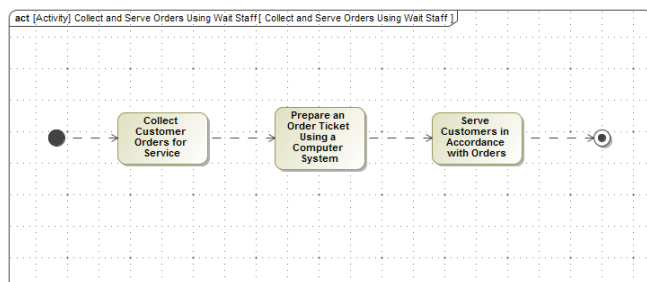 act [Activity] Collect and Serve Orders Using Wait Staff [ Collect and Serve Orders Using Wait Staff ]
Collect
Customer
Orders for
Service
Prepare an
Order Ticket
Using a
Computer
System
Serve
Customers in
Accordance
with Orders